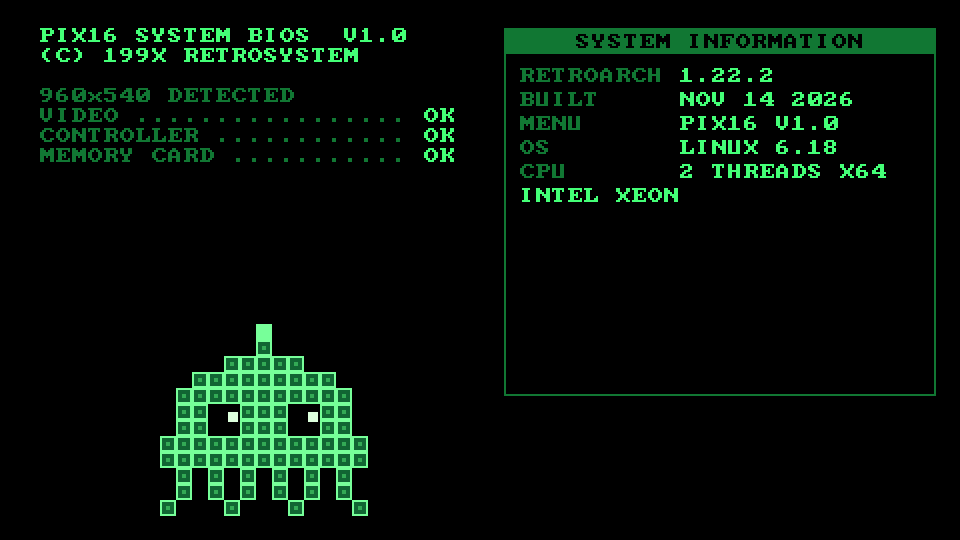 PIX16 SYSTEM BIOS  V1.0
(C) 199X RETROSYSTEM
960x540 DETECTED
VIDEO ................. OK
CONTROLLER ............ OK
MEMORY CARD ........... OK
SYSTEM INFORMATION
RETROARCH 1.22.2
BUILT NOV 14 2026
MENU PIX16 V1.0
OS LINUX 6.18
CPU 2 THREADS X64
INTEL XEON